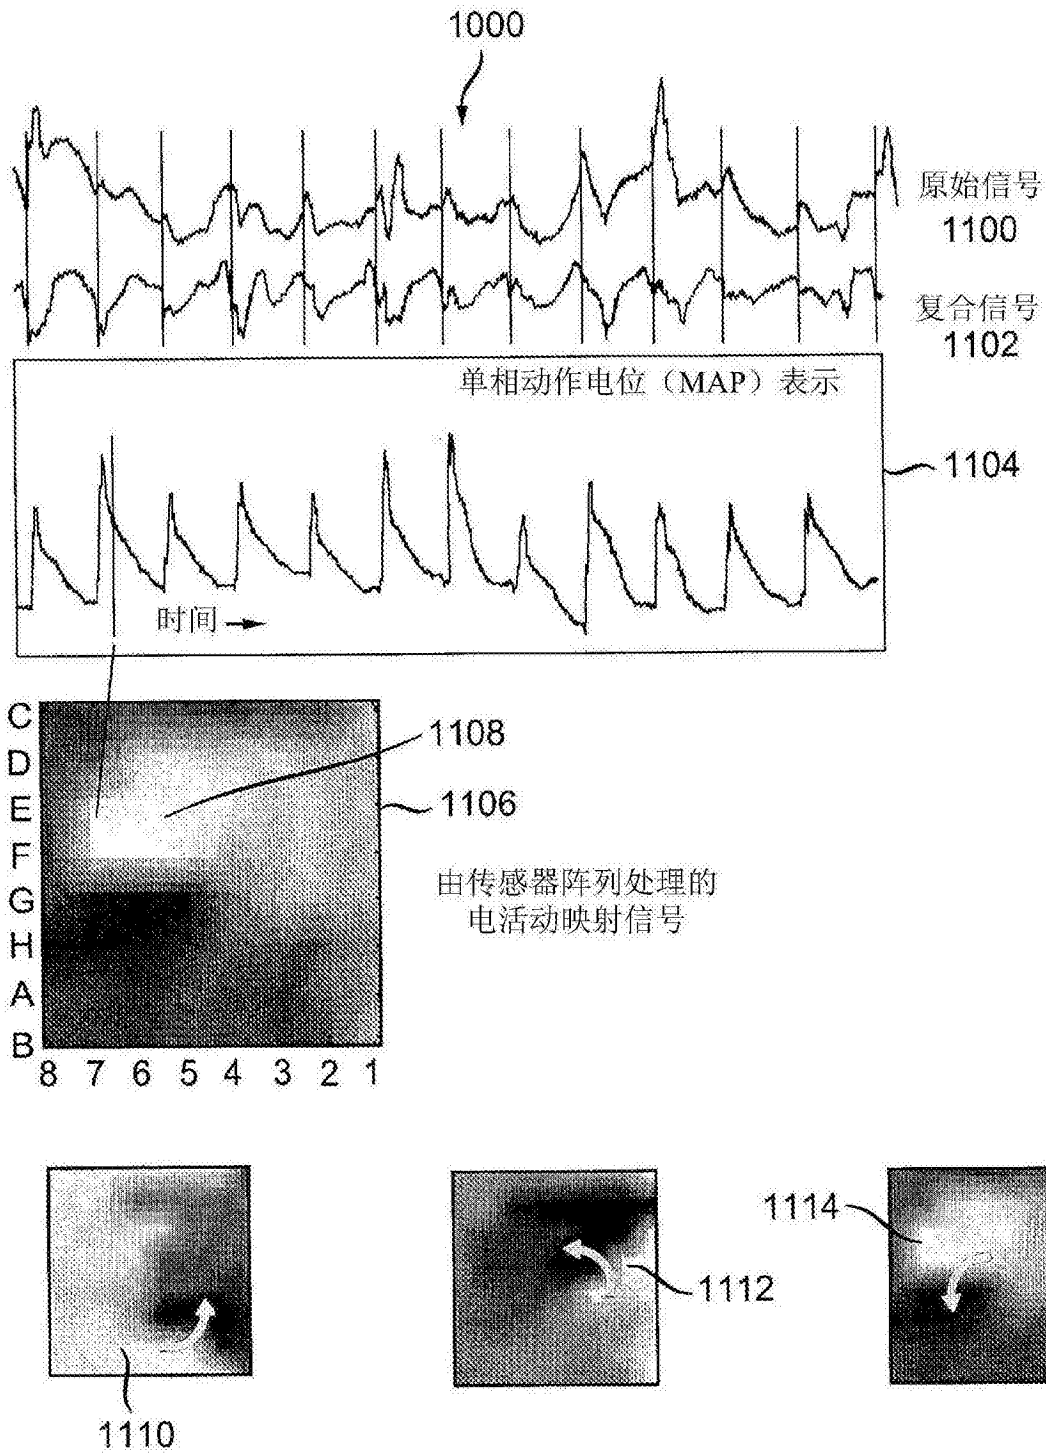 1000
原始信号
1100
复合信号
1102
单相动作电位（MAP）表示
1104
时间
C
D
E
F
G
H
A
B
8 7 6 5 4 3 2 1
1108
1106
由传感器阵列处理的
电活动映射信号
1110
1112
1114